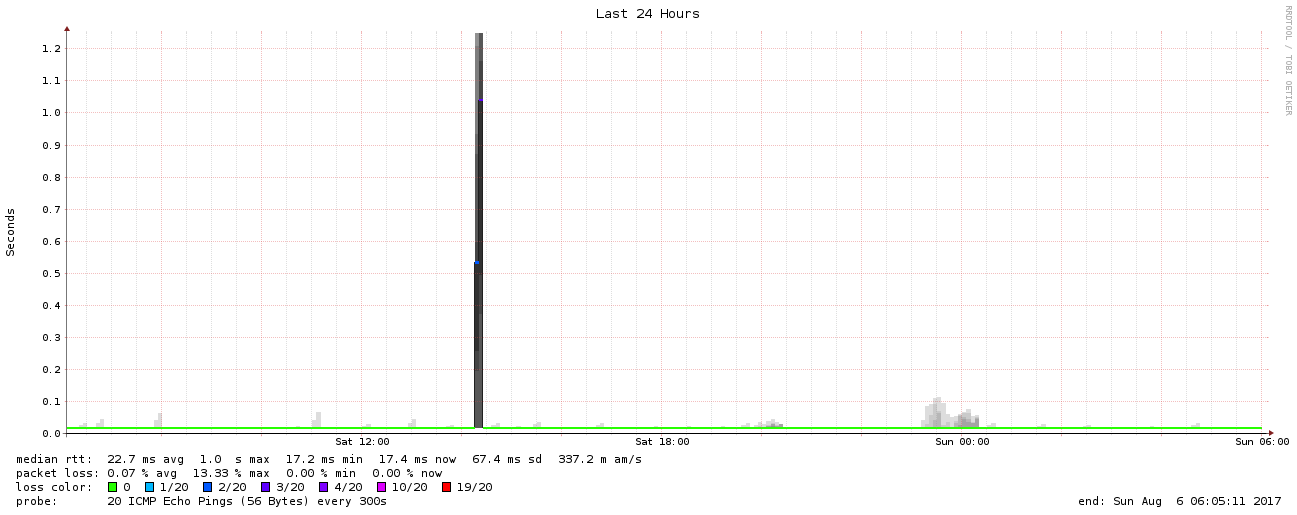 Last 24 Hours
RRDTOOL / TOBI OETIKER
Seconds
1.2
1.1
1.0
0.9
0.8
0.7
0.6
0.5
0.4
0.3
0.2
0.1
0.0
Sat 12:00 Sat 18:00 Sun 00:00 Sun 06:00
median rtt: 22.7 ms avg 1.0 s max 17.2 ms min 17.4 ms now 67.4 ms sd 337.2 m am/s
packet loss: 0.07 % avg 13.33 % max 0.00 % min 0.00 % now
loss color: 0 1/20 2/20 3/20 4/20 10/20 19/20
probe: 20 ICMP Echo Pings (56 Bytes) every 300s end: Sun Aug 6 06:05:11 2017